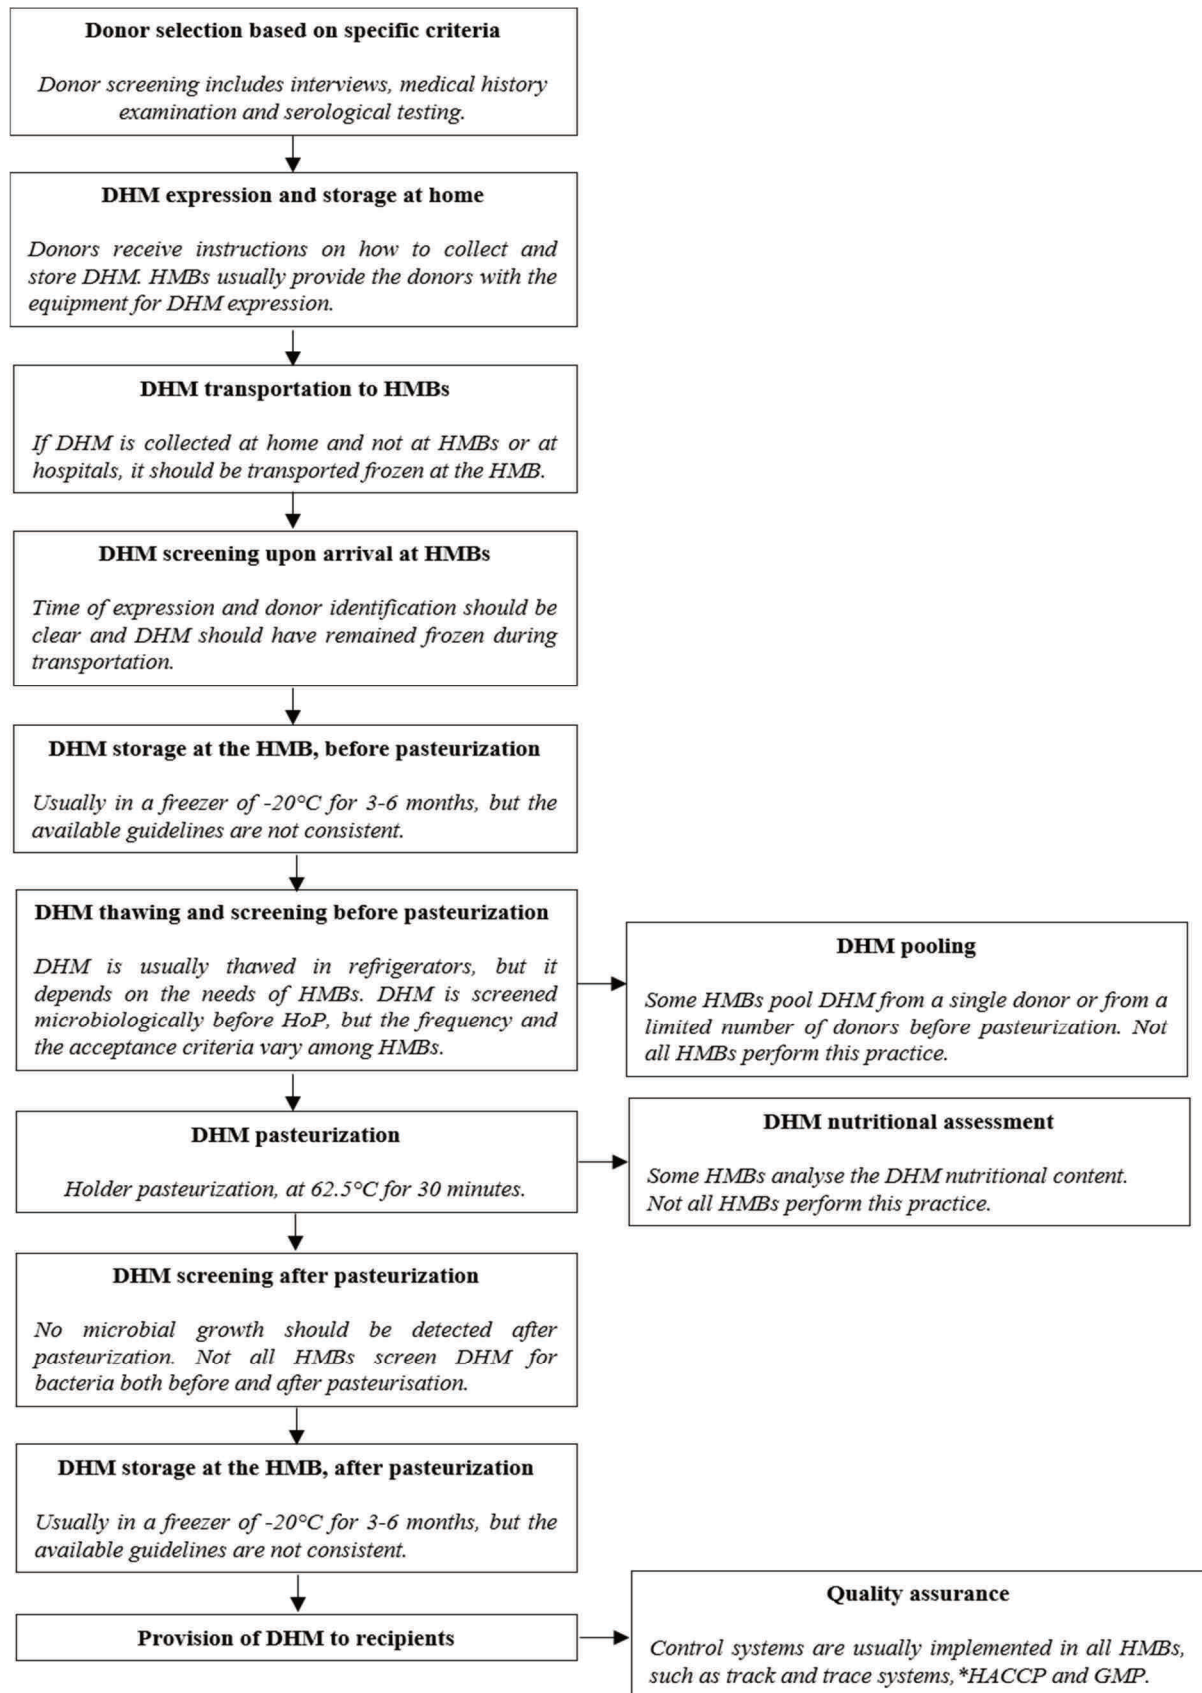 Donor selection based on specific criteria
Donor screening includes interviews, medical history
examination and serological testing.
DHM expression and storage at home
Donors receive instructions on how to collect and
store DHM. HMBs usually provide the donors with the
equipment for DHM expression.
DHM transportation to HMBs
If DHM is collected at home and not at HMBs or at
hospitals, it should be transported frozen at the HMB.
DHM screening upon arrival at HMBs
Time of expression and donor identification should be
clear and DHM should have remained frozen during
transportation.
DHM storage at the HMB, before pasteurization
Usually in a freezer of -20°C for 3-6 months, but the
available guidelines are not consistent.
DHM thawing and screening before pasteurization
DHM is usually thawed in refrigerators, but it
depends on the needs of HMBs. DHM is screened
microbiologically before HoP, but the frequency and
the acceptance criteria vary among HMBs.
DHM pooling
Some HMBs pool DHM from a single donor or from a
limited number of donors before pasteurization. Not
all HMBs perform this practice.
DHM pasteurization
Holder pasteurization, at 62.5°C for 30 minutes.
DHM nutritional assessment
Some HMBs analyse the DHM nutritional content.
Not all HMBs perform this practice.
DHM screening after pasteurization
No microbial growth should be detected after
pasteurization. Not all HMBs screen DHM for
bacteria both before and after pasteurisation.
DHM storage at the HMB, after pasteurization
Usually in a freezer of -20°C for 3-6 months, but the
available guidelines are not consistent.
Provision of DHM to recipients
Quality assurance
Control systems are usually implemented in all HMBs,
such as track and trace systems, *HACCP and GMP.